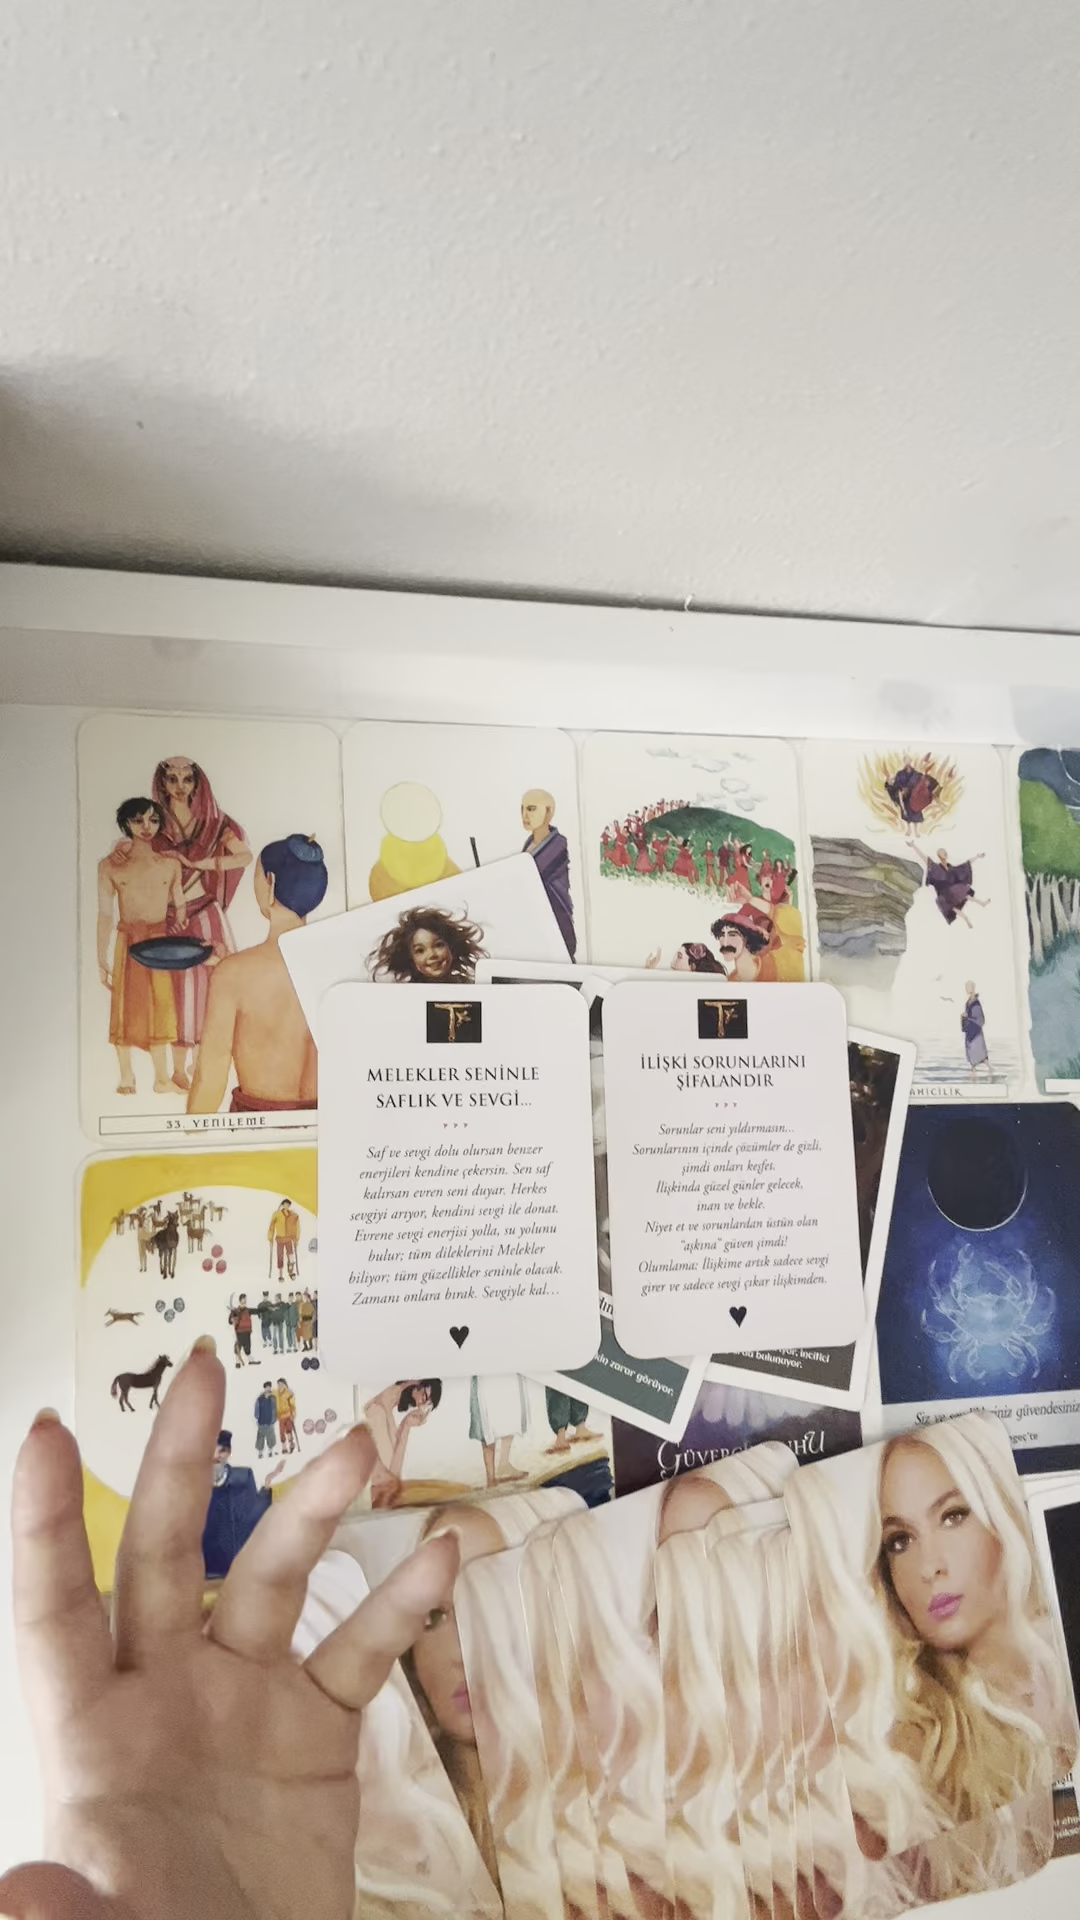 33. YENİLEME
MELEKLER SENİNLE
SAFLIK VE SEVGİ...
Saf ve sevgi dolu olursan benzer
enerjileri kendine çekersin. Sen saf
kalırsan evren seni duyar. Herkes
sevgiyi arıyor, kendini sevgi ile donat.
Evrene sevgi enerjisi yolla, su yolunu
bulur; tüm dileklerini Melekler
biliyor; tüm güzellikler seninle olacak.
Zamanı onlara bırak. Sevgiyle kal...
İLİŞKİ SORUNLARINI
ŞİFALANDIR
Sorunlar seni yıldırmasın...
Sorunlarının içinde çözümler de gizli,
şimdi onları keşfet.
İlişkinda güzel günler gelecek,
inan ve bekle.
Niyet et ve sorunlardan üstün olan
"aşkına" güven şimdi!
Olumlama: İlişkime artık sadece sevgi
girer ve sadece sevgi çıkar ilişkimden.
zarar görüyor.
incitici
bulunuyor.
Siz ve güvendesiniz